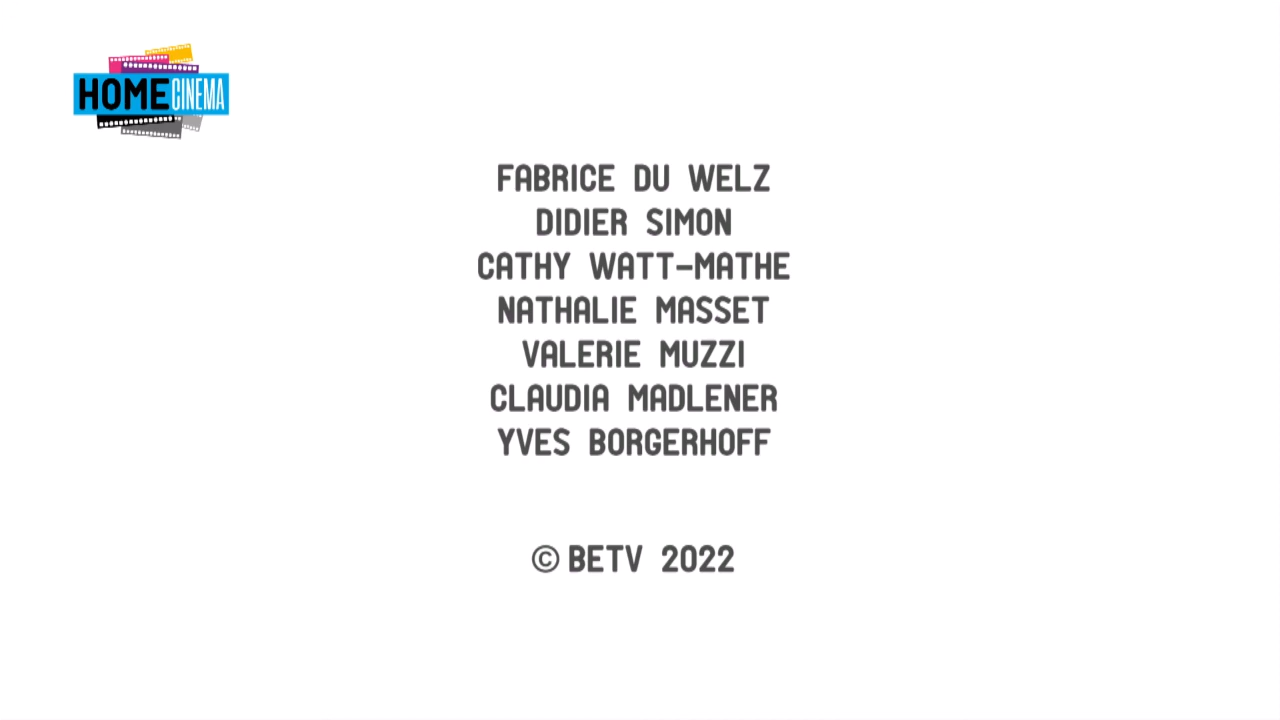 HOME CINEMA
FABRICE DU WELZ
DIDIER SIMON
CATHY WATT-MATHE
NATHALIE MASSET
VALERIE MUZZI
CLAUDIA MADLENER
YVES BORGERHOFF
© BETV 2022